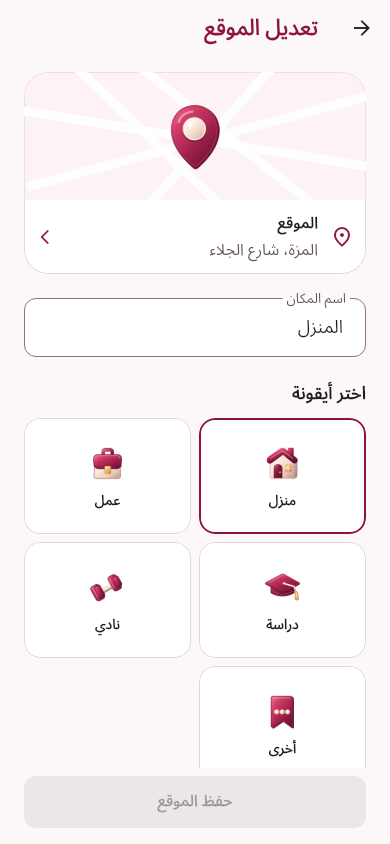 تعديل الموقع
الموقع
المزة، شارع الجلاء
اسم المكان
المنزل
اختر أيقونة
منزل
عمل
دراسة
نادي
أخرى
حفظ الموقع